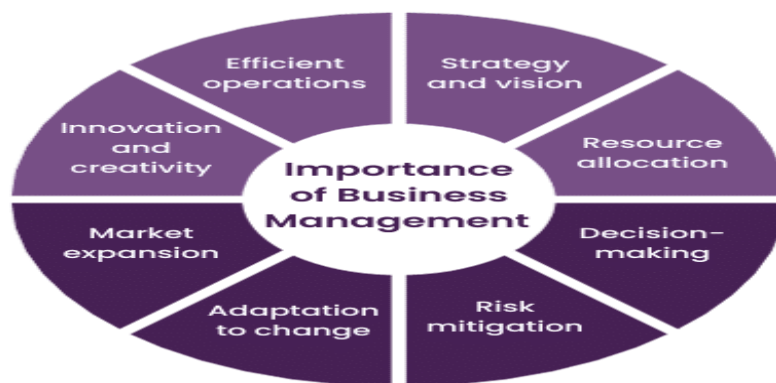 Importance
of Business
Management
Strategy
and vision
Resource
allocation
Decision-
making
Risk
mitigation
Adaptation
to change
Market
expansion
Innovation
and
creativity
Efficient
operations